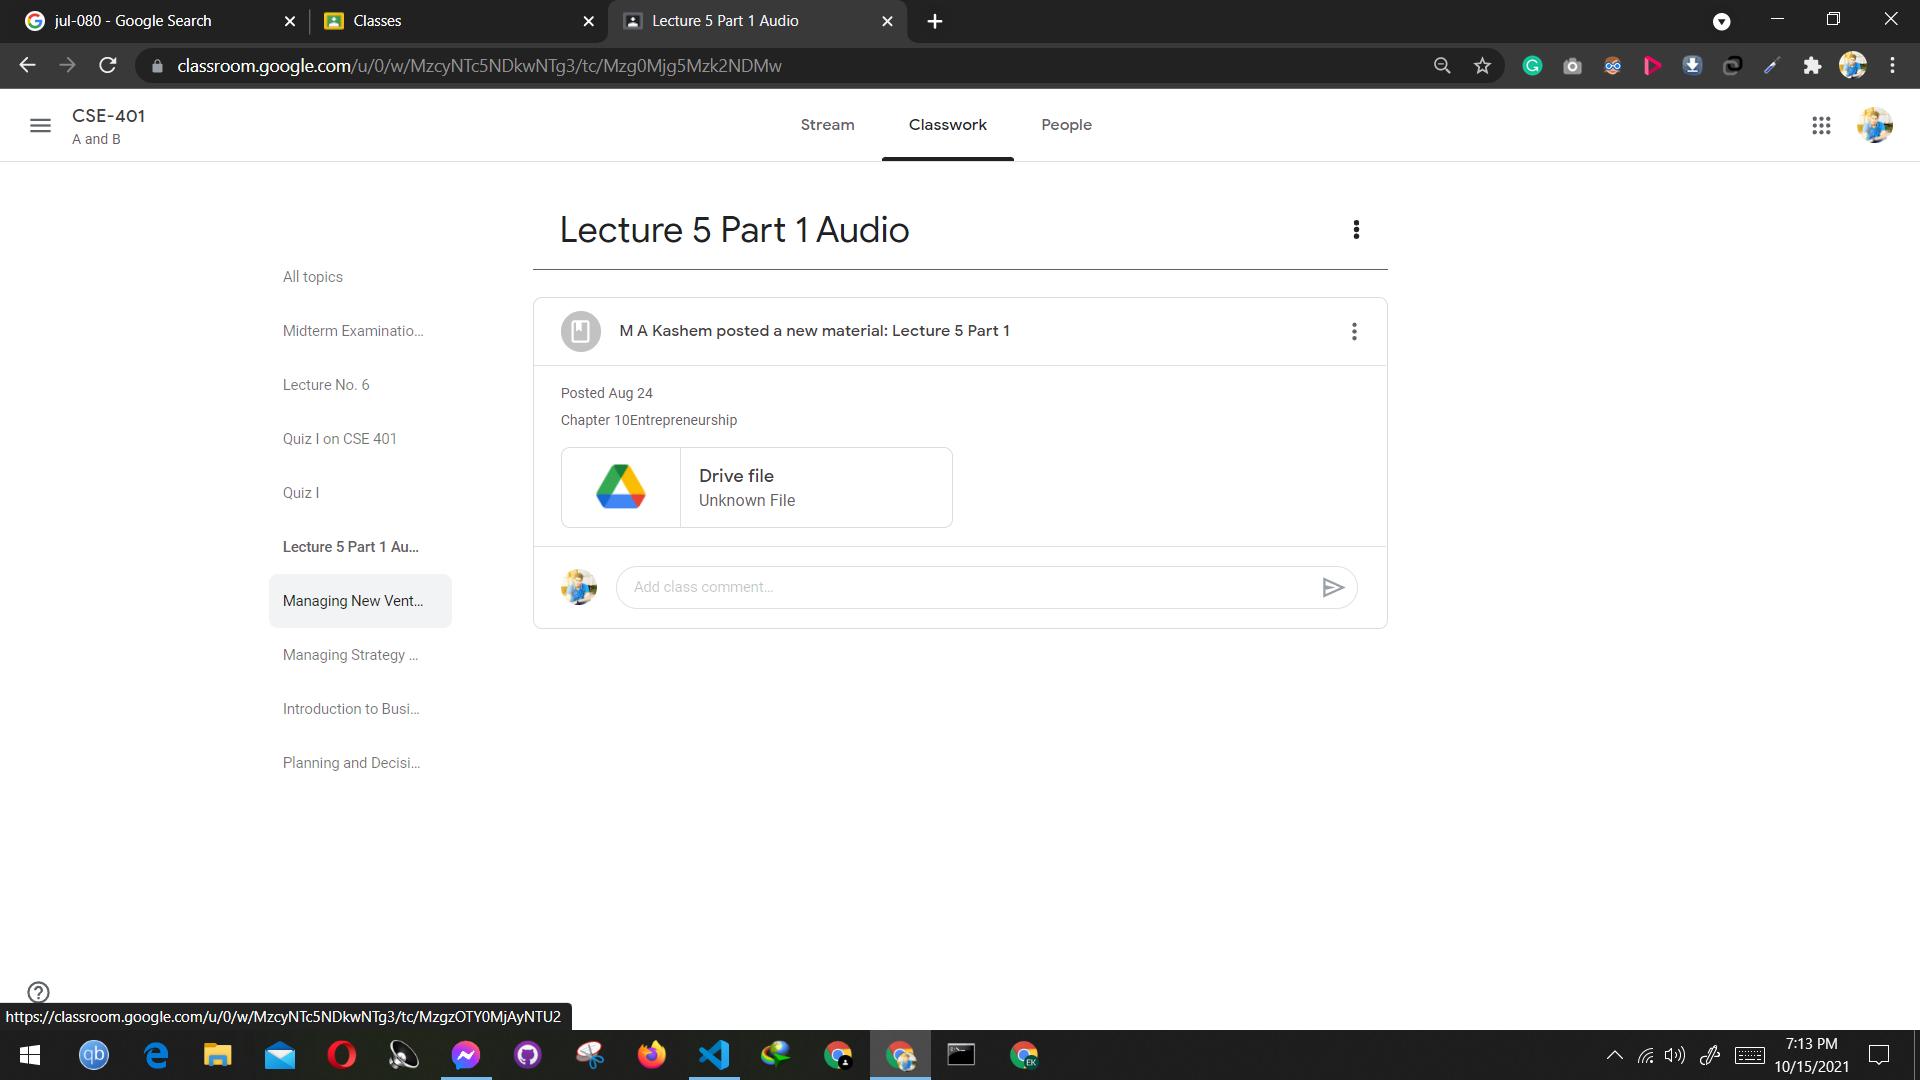 jul-080 - Google Search
Classes
Lecture 5 Part 1 Audio
classroom.google.com/u/0/w/MzcyNTc5NDkwNTg3/tc/Mzg0Mjg5Mzk2NDMw
CSE-401
A and B
Stream
Classwork
People
Lecture 5 Part 1 Audio
All topics
Midterm Examinatio...
Lecture No. 6
Quiz I on CSE 401
Quiz I
Lecture 5 Part 1 Au...
Managing New Vent...
Managing Strategy ...
Introduction to Busi...
Planning and Decisi...
M A Kashem posted a new material: Lecture 5 Part 1
Posted Aug 24
Chapter 10Entrepreneurship
Drive file
Unknown File
Add class comment...
https://classroom.google.com/u/0/w/MzcyNTc5NDkwNTg3/tc/MzgzOTY0MjAyNTU2
qb
EK
7:13 PM
10/15/2021